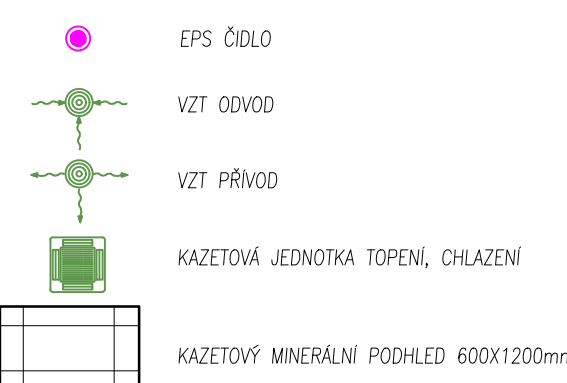 EPS ČIDLO
VZT ODVOD
VZT PŘÍVOD
KAZETOVÁ JEDNOTKA TOPENÍ, CHLAZENÍ
KAZETOVÝ MINERÁLNÍ PODHLED 600X1200mm